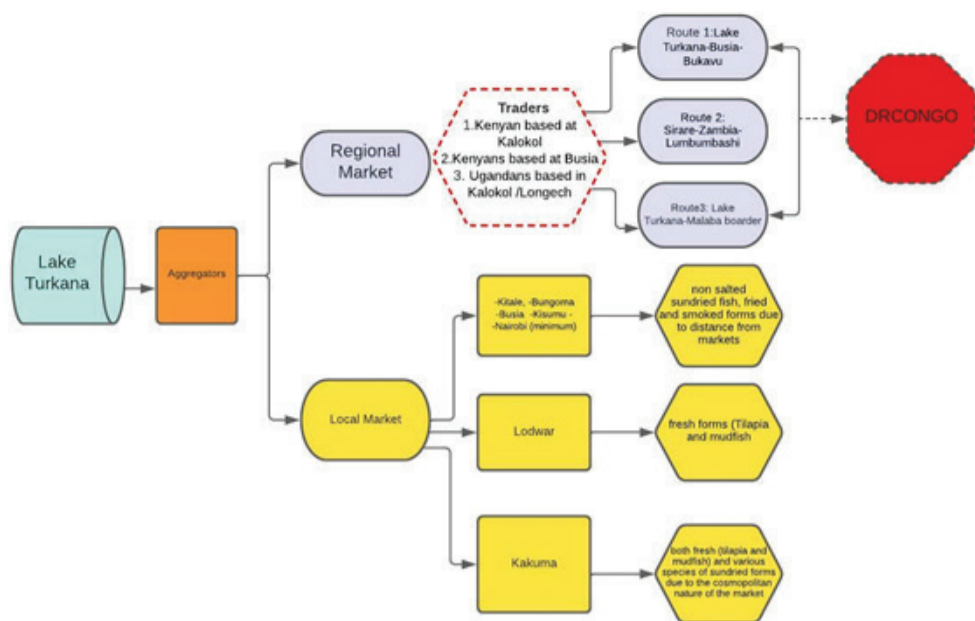 Lake
Turkana
Aggregators
Regional
Market
Traders
1.Kenyan based at
Kalokol
2.Kenyans based at Busia
3. Ugandans based in
Kalokol /Longech
Route 1:Lake
Turkana-Busia-
Bukavu
Route 2:
Sirare-Zambia-
Lumbumbashi
Route3: Lake
Turkana-Malaba boarder
DRCONGO
Local Market
-Kitale, -Bungoma
-Busia -Kisumu -
-Nairobi (minimum)
non salted
sundried fish, fried
and smoked forms due
to distance from
markets
Lodwar
fresh forms (Tilapia
and mudfish
Kakuma
both fresh (tilapia and
mudfish) and various
species of sundried forms
due to the cosmopolitan
nature of the market